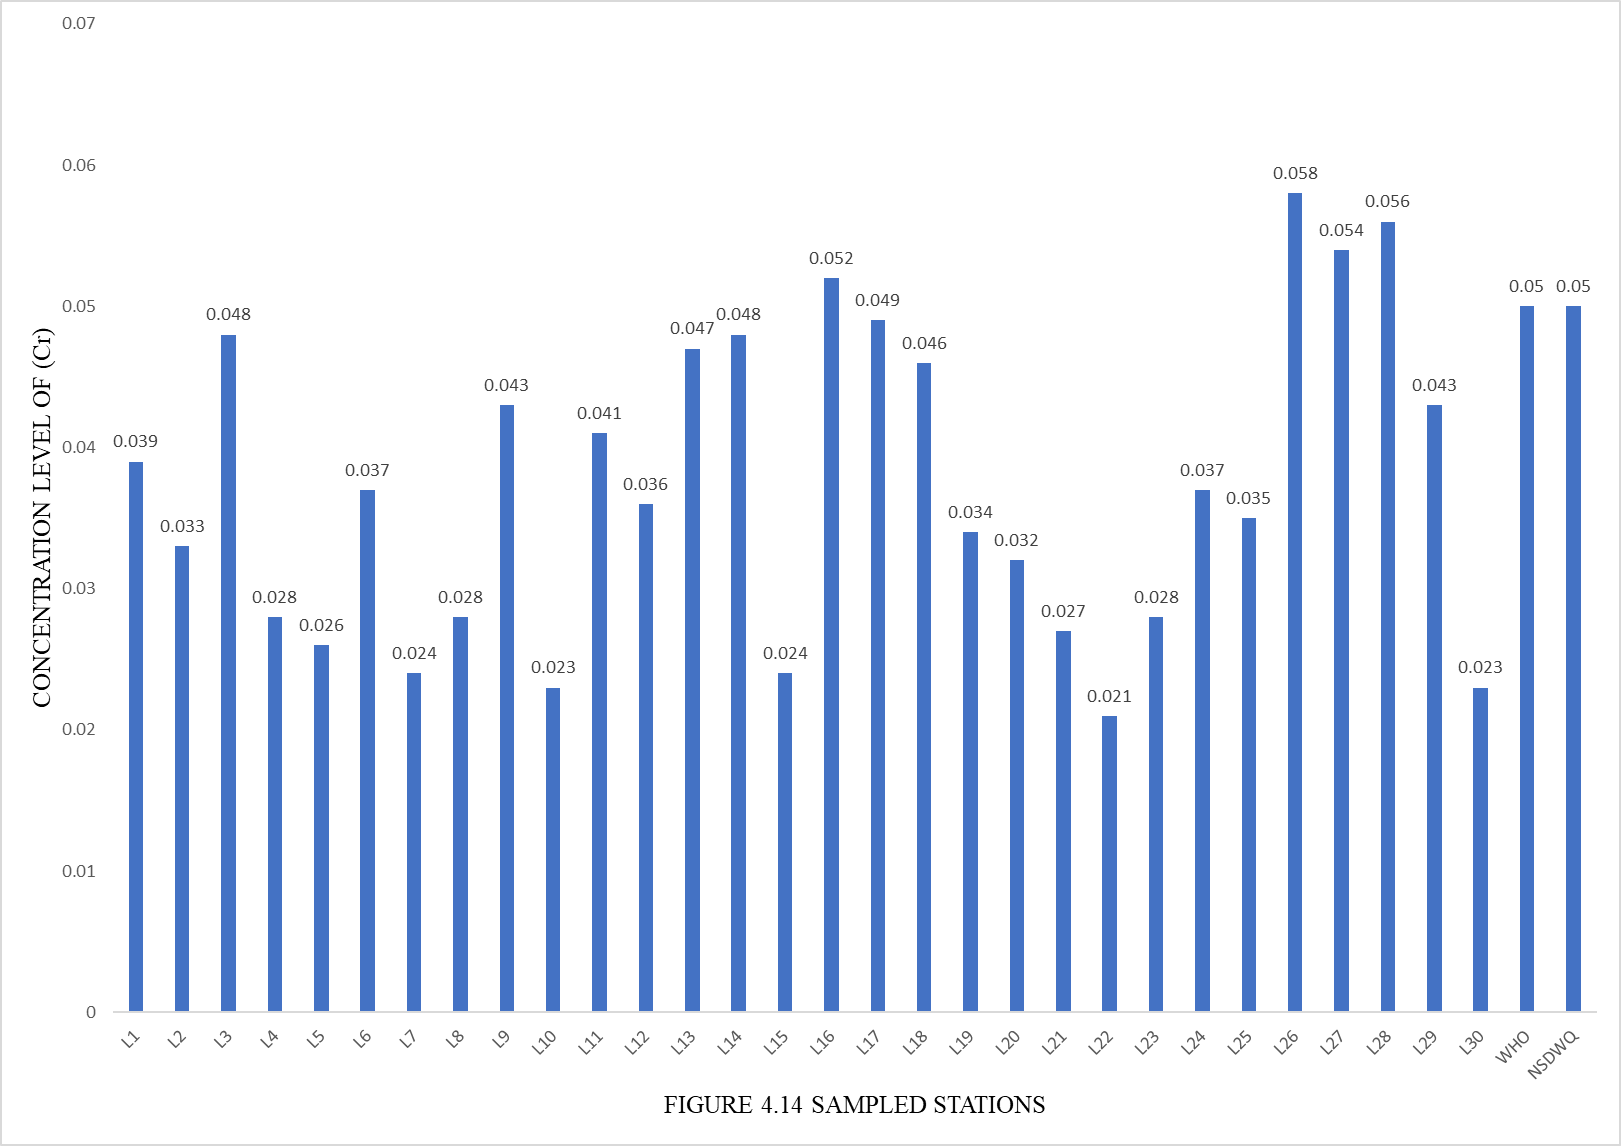 0.07
0.06
0.05
0.04
0.03
0.02
0.01
0
CONCENTRATION LEVEL OF (Cr)
0.039
0.033
0.048
0.028
0.026
0.037
0.024
0.028
0.043
0.023
0.041
0.036
0.047
0.048
0.024
0.052
0.049
0.046
0.034
0.032
0.027
0.021
0.028
0.037
0.035
0.058
0.054
0.056
0.043
0.023
0.05
0.05
L1
L2
L3
L4
L5
L6
L7
L8
L9
L10
L11
L12
L13
L14
L15
L16
L17
L18
L19
L20
L21
L22
L23
L24
L25
L26
L27
L28
L29
L30
WHO
NSDWQ
FIGURE 4.14 SAMPLED STATIONS